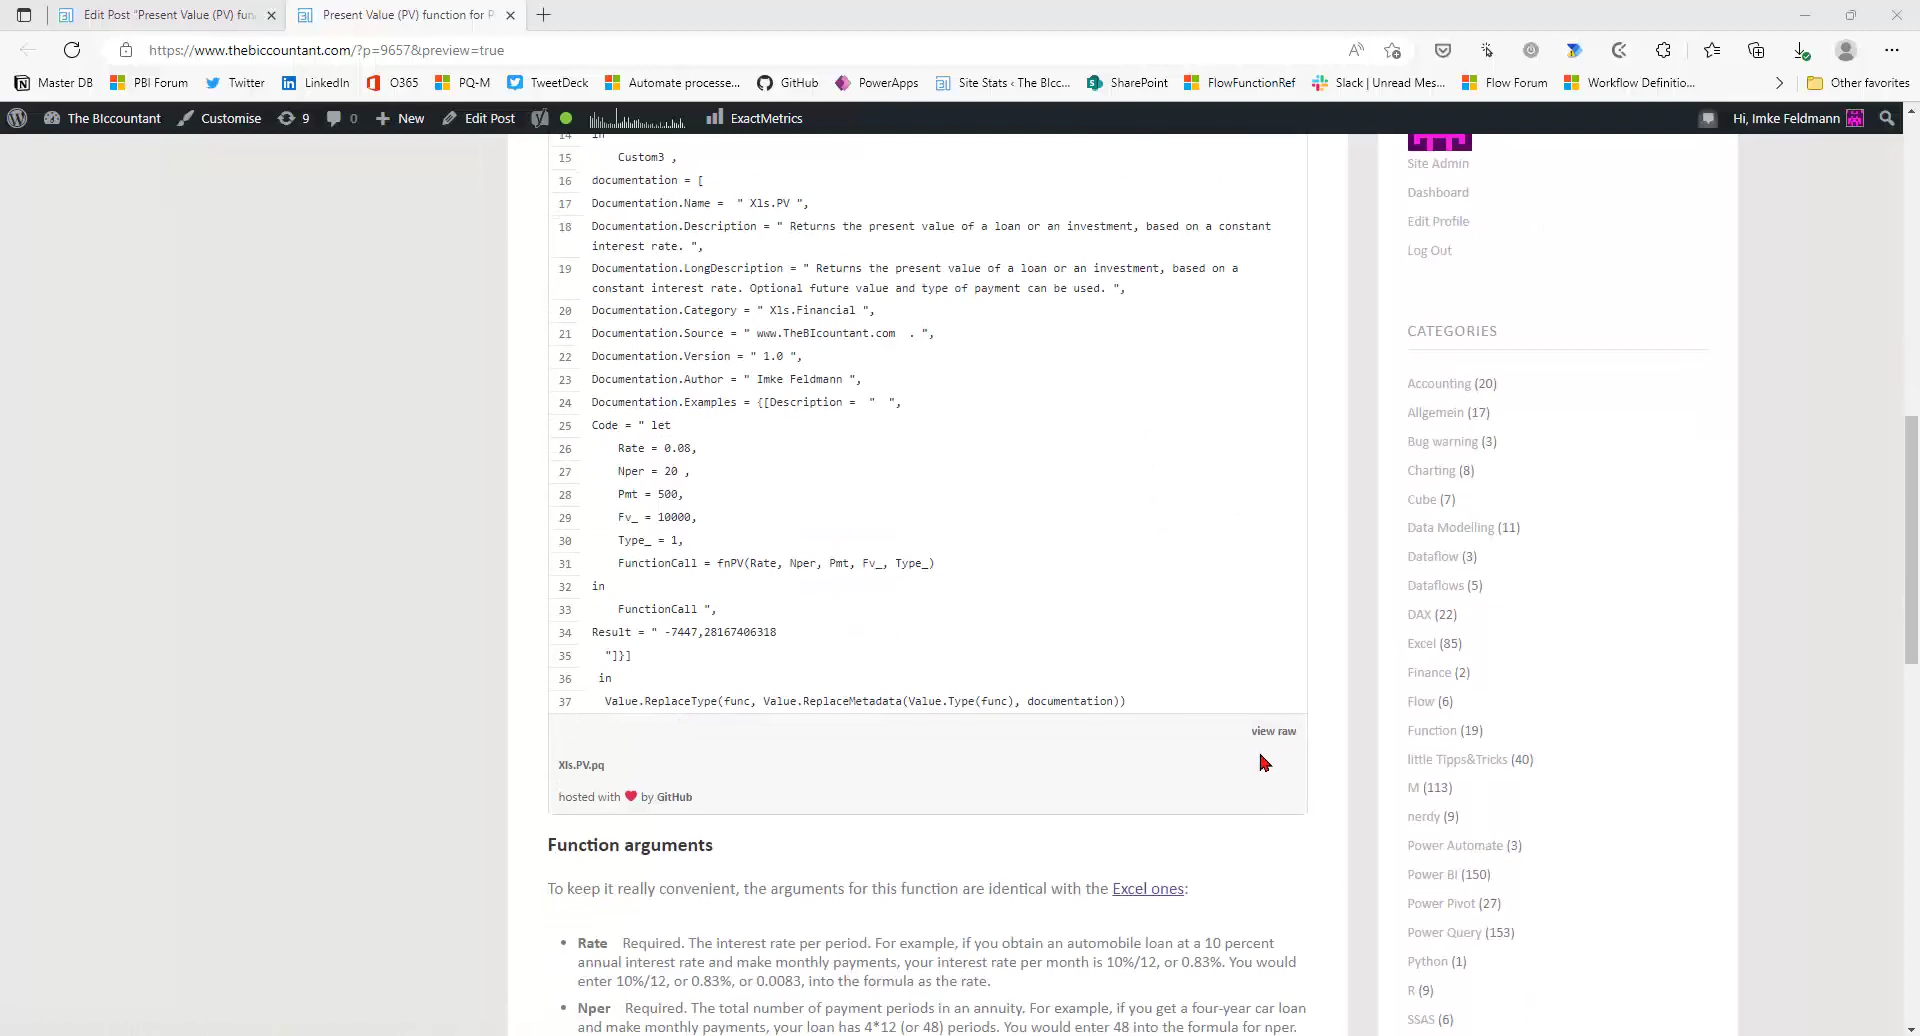 Edit Post "Present Value (PV) fun
Present Value (PV) function for P
https://www.thebiccountant.com/?p=9657&preview=true
Master DB PBI Forum Twitter LinkedIn O365 PQ-M TweetDeck Automate processe... GitHub PowerApps Site Stats ‹ The BIcc... SharePoint FlowFunctionRef Slack | Unread Mes... Flow Forum Workflow Definitio... Other favorites
The BIccountant Customise 9 0 New Edit Post ExactMetrics Hi, Imke Feldmann
14 in
15 Custom3 ,
16 documentation = [
17 Documentation.Name = " Xls.PV ",
18 Documentation.Description = " Returns the present value of a loan or an investment, based on a constant
interest rate. ",
19 Documentation.LongDescription = " Returns the present value of a loan or an investment, based on a
constant interest rate. Optional future value and type of payment can be used. ",
20 Documentation.Category = " Xls.Financial ",
21 Documentation.Source = " www.TheBIcountant.com . ",
22 Documentation.Version = " 1.0 ",
23 Documentation.Author = " Imke Feldmann ",
24 Documentation.Examples = {[Description = " ",
25 Code = " let
26 Rate = 0.08,
27 Nper = 20 ,
28 Pmt = 500,
29 Fv_ = 10000,
30 Type_ = 1,
31 FunctionCall = fnPV(Rate, Nper, Pmt, Fv_, Type_)
32 in
33 FunctionCall ",
34 Result = " -7447,28167406318
35 "]}]
36 in
37 Value.ReplaceType(func, Value.ReplaceMetadata(Value.Type(func), documentation))
view raw
Xls.PV.pq
hosted with ❤ by GitHub
Function arguments
To keep it really convenient, the arguments for this function are identical with the Excel ones:
• Rate Required. The interest rate per period. For example, if you obtain an automobile loan at a 10 percent
annual interest rate and make monthly payments, your interest rate per month is 10%/12, or 0.83%. You would
enter 10%/12, or 0.83%, or 0.0083, into the formula as the rate.
• Nper Required. The total number of payment periods in an annuity. For example, if you get a four-year car loan
and make monthly payments, your loan has 4*12 (or 48) periods. You would enter 48 into the formula for nper.
Site Admin
Dashboard
Edit Profile
Log Out
CATEGORIES
Accounting (20)
Allgemein (17)
Bug warning (3)
Charting (8)
Cube (7)
Data Modelling (11)
Dataflow (3)
Dataflows (5)
DAX (22)
Excel (85)
Finance (2)
Flow (6)
Function (19)
little Tipps&Tricks (40)
M (113)
nerdy (9)
Power Automate (3)
Power BI (150)
Power Pivot (27)
Power Query (153)
Python (1)
R (9)
SSAS (6)